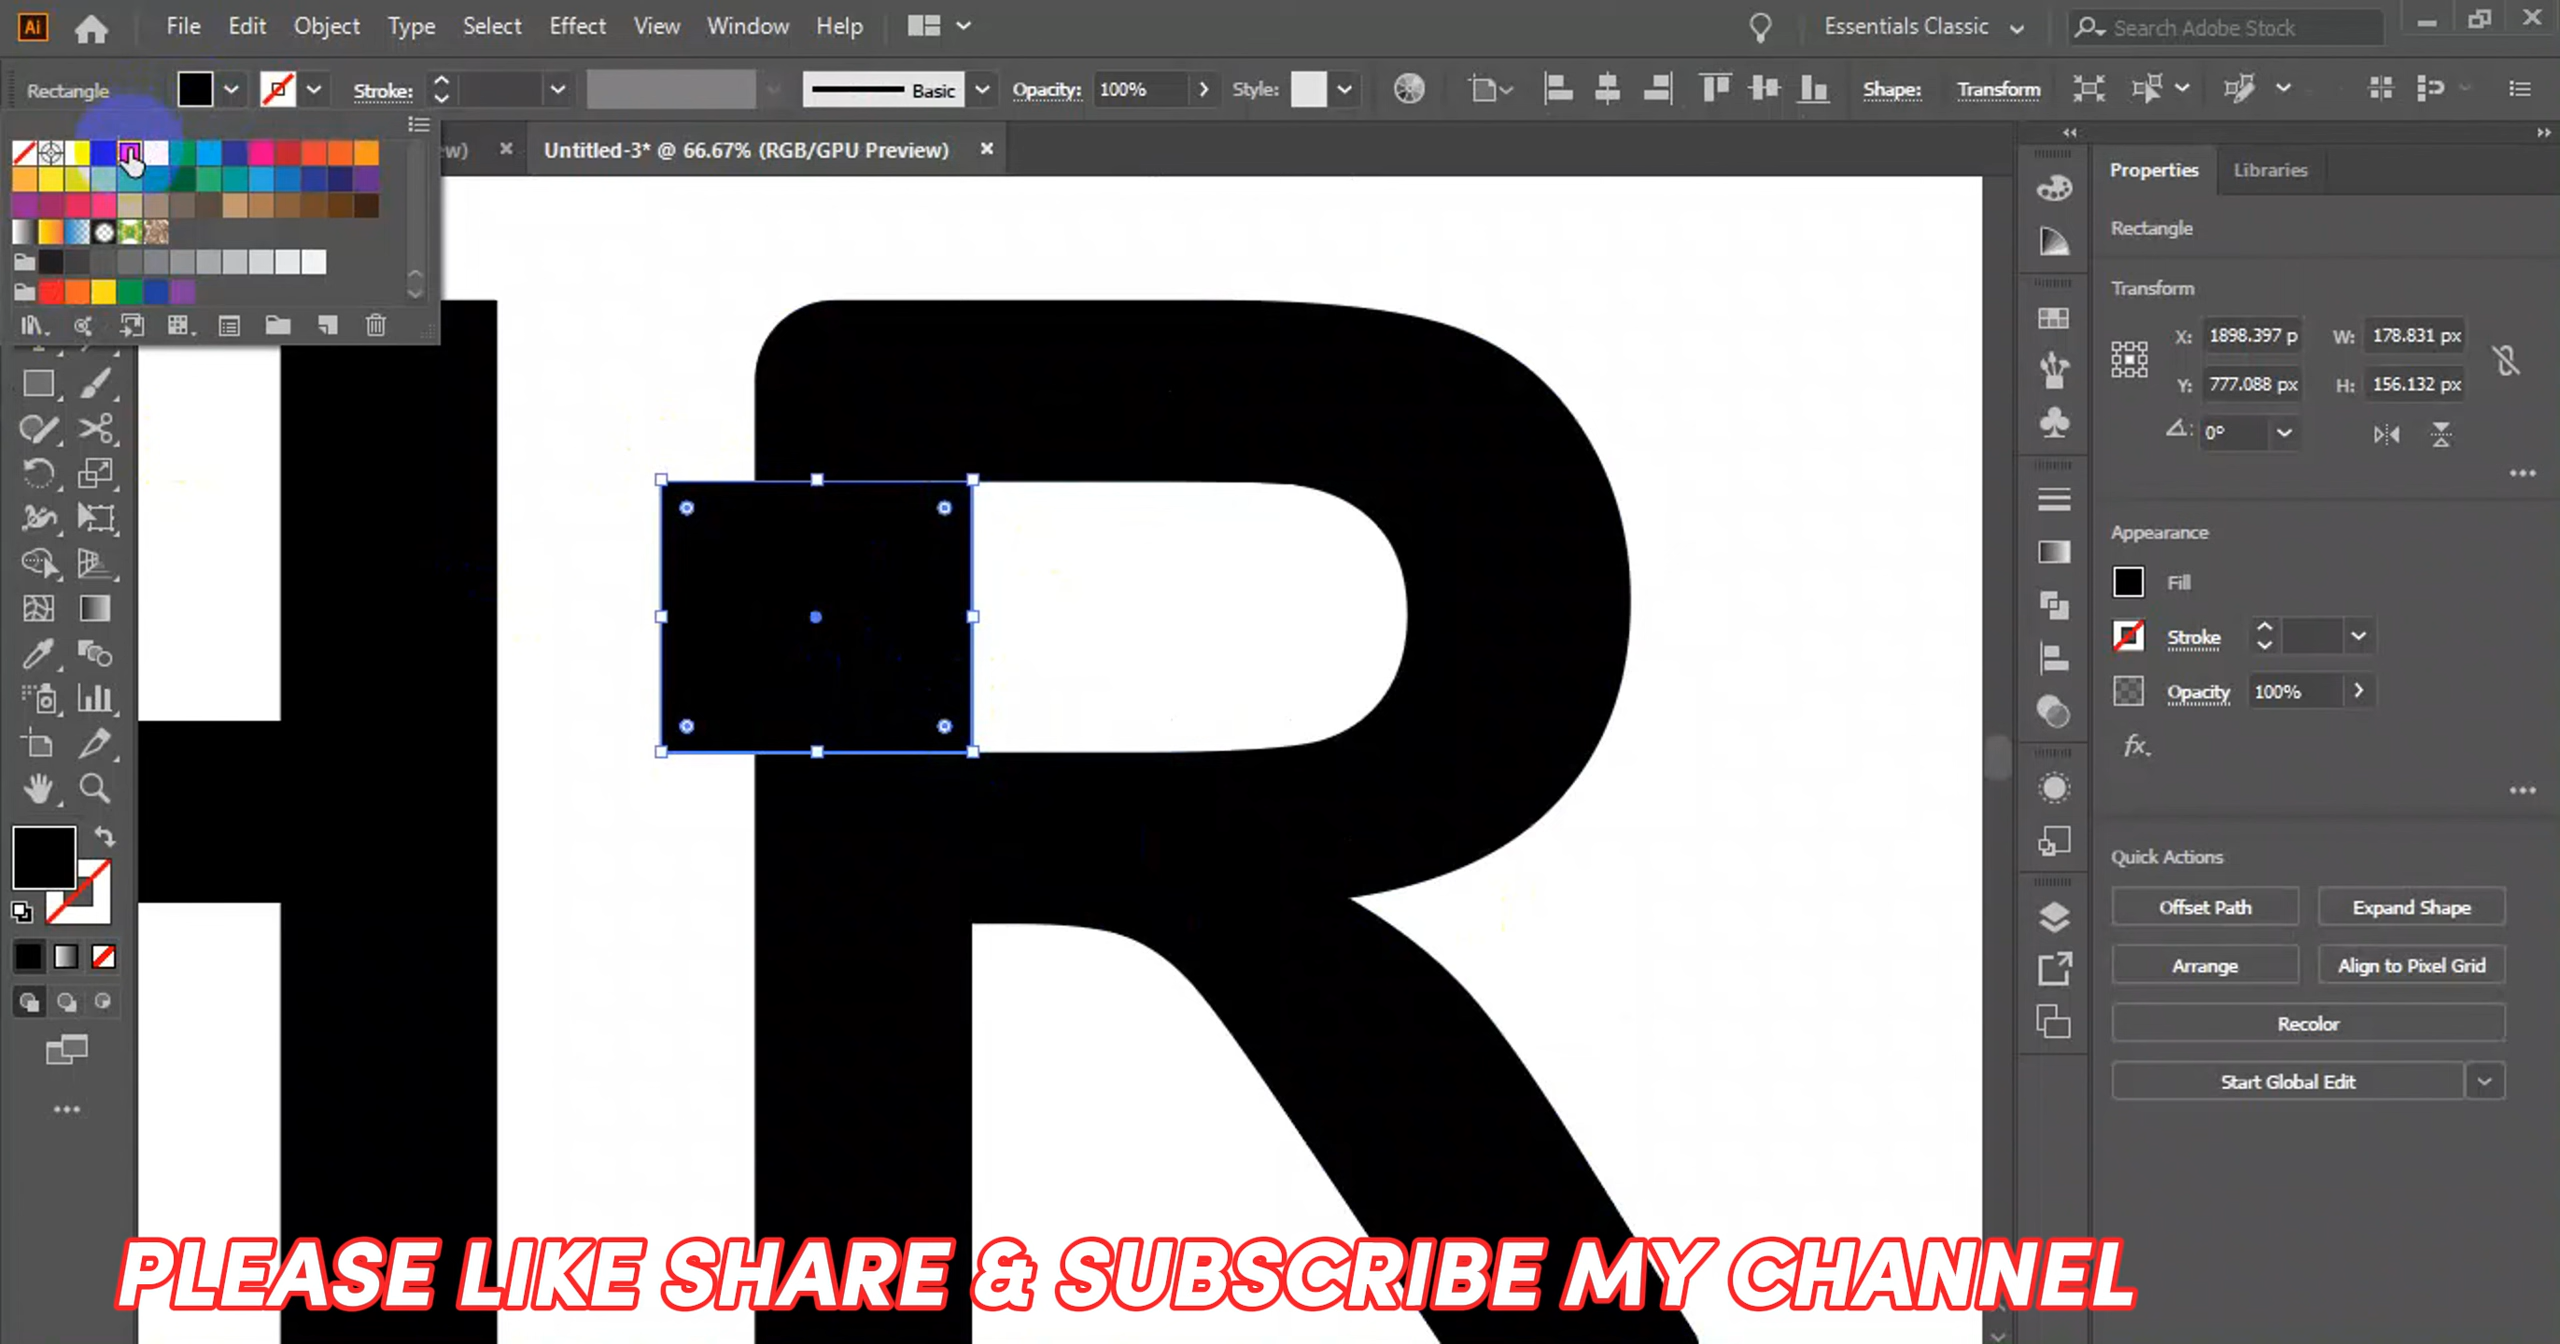 Ai File Edit Object Type Select Effect View Window Help Essentials Classic Search Adobe Stock
Rectangle Stroke: Basic Opacity: 100% Style: Shape: Transform
w) × Untitled-3* @ 66.67% (RGB/GPU Preview) ×
Properties Libraries
Rectangle
Transform
X: 1898.397 p W: 178.831 px
Y: 777.088 px H: 156.132 px
0°
Appearance
Fill
Stroke
Opacity 100%
fx.
Quick Actions
Offset Path Expand Shape
Arrange Align to Pixel Grid
Recolor
Start Global Edit
R
PLEASE LIKE SHARE & SUBSCRIBE MY CHANNEL